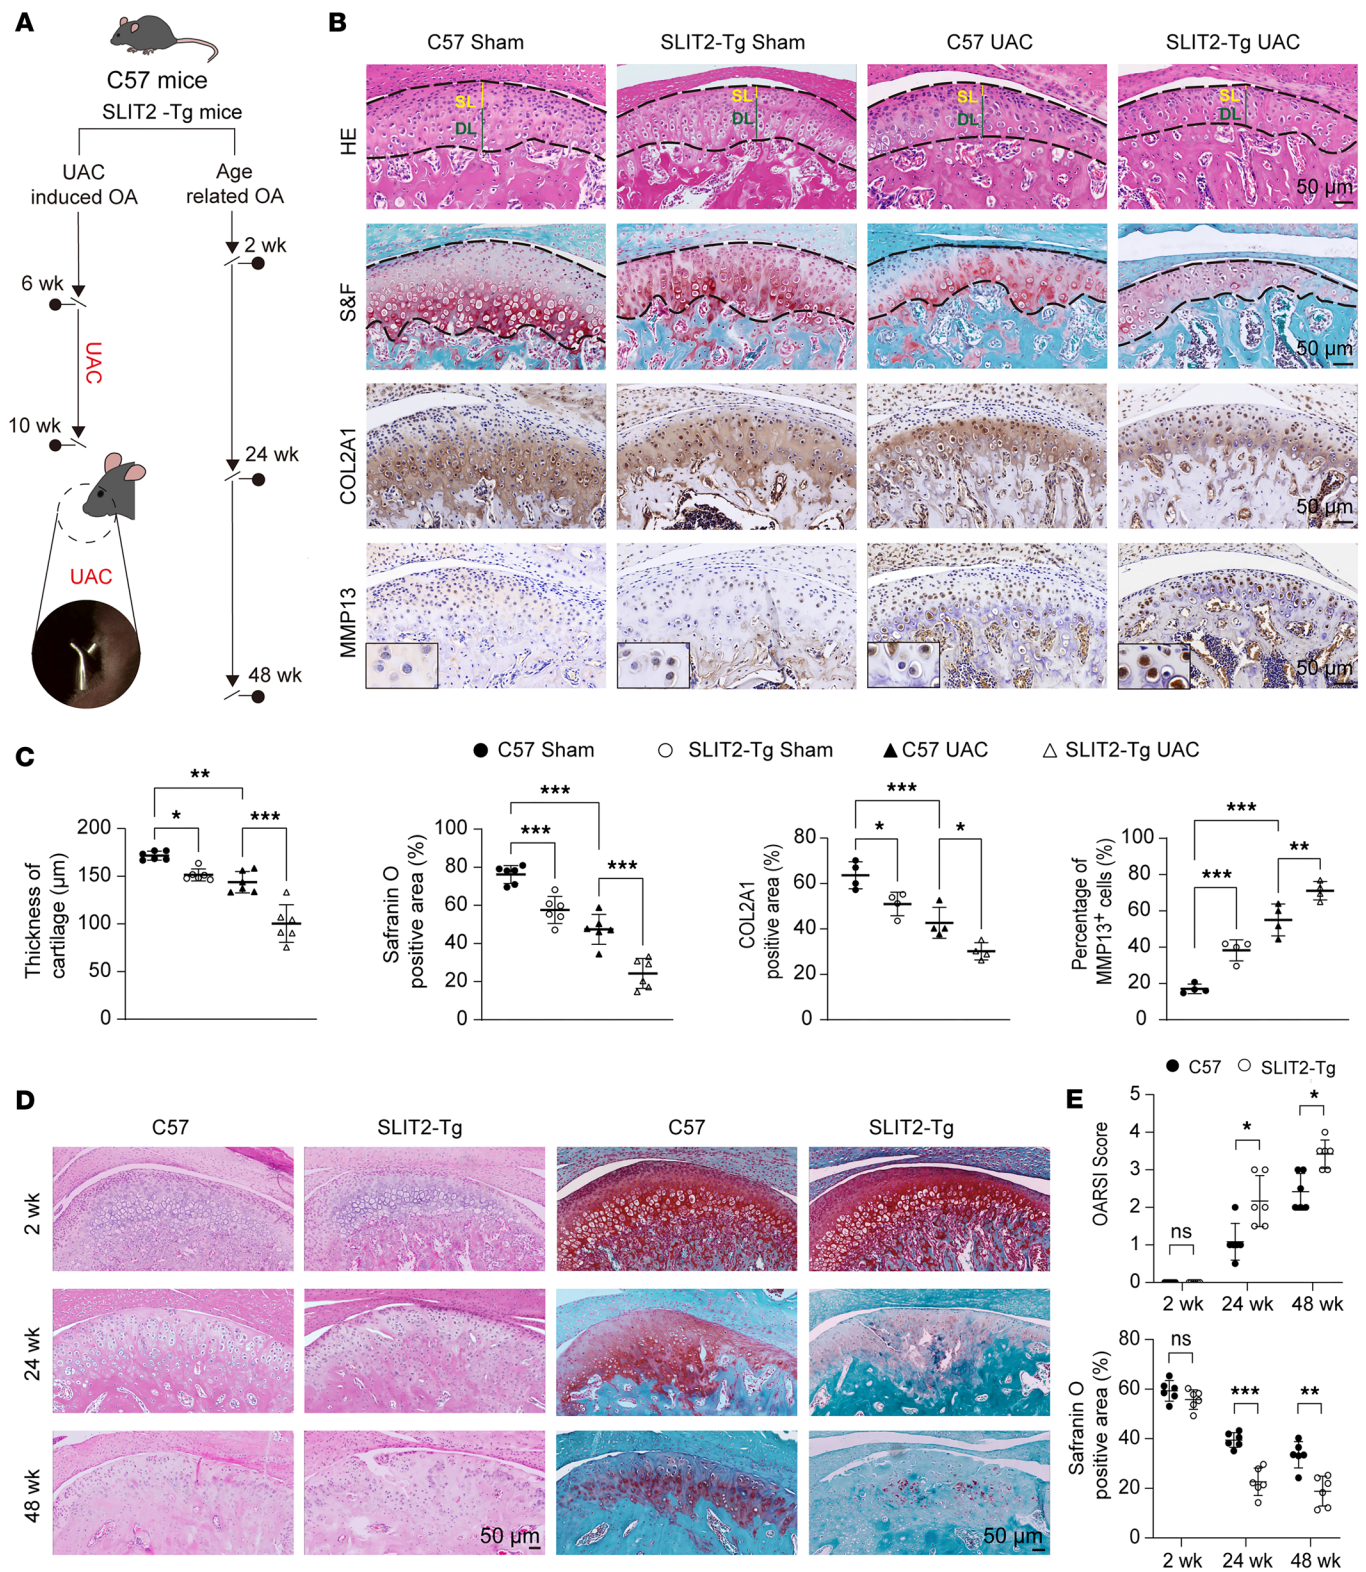 A
C57 mice
SLIT2 -Tg mice
UAC
induced OA
Age
related OA
2 wk
6 wk
UAC
10 wk
24 wk
UAC
48 wk
B
C57 Sham
SLIT2-Tg Sham
C57 UAC
SLIT2-Tg UAC
HE
SL
DL
SL
DL
SL
DL
SL
DL
50 µm
S&F
50 µm
COL2A1
50 µm
MMP13
50 µm
C
C57 Sham
SLIT2-Tg Sham
C57 UAC
SLIT2-Tg UAC
Thickness of
cartilage (µm)
200
150
100
50
0
**
*
***
Safranin O
positive area (%)
100
80
60
40
20
0
***
***
***
COL2A1
positive area (%)
80
60
40
20
0
***
*
*
Percentage of
MMP13+ cells (%)
100
80
60
40
20
0
***
***
**
D
C57
SLIT2-Tg
C57
SLIT2-Tg
2 wk
24 wk
48 wk
50 µm
50 µm
E
C57
SLIT2-Tg
OARSI Score
5
4
3
2
1
0
ns
*
*
2 wk
24 wk
48 wk
Safranin O
positive area (%)
80
60
40
20
0
ns
***
**
2 wk
24 wk
48 wk